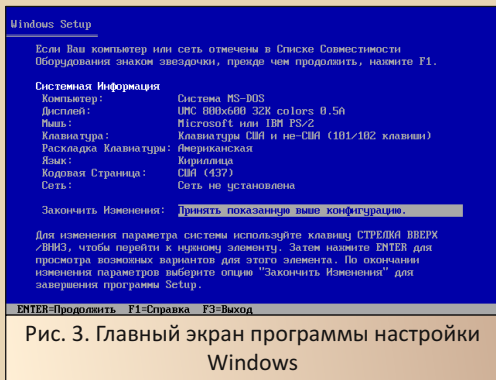 Windows Setup
Если Ваш компьютер или сеть отмечены в Списке Совместимости
Оборудования знаком звездочки, прежде чем продолжить, нажмите F1.
Системная Информация
Компьютер: Система MS-DOS
Дисплей: UMC 800x600 32K colors 0.5A
Мышь: Microsoft или IBM PS/2
Клавиатура: Клавиатуры США и не-США (101/102 клавиши)
Раскладка Клавиатуры: Американская
Язык: Кириллица
Кодовая Страница: США (437)
Сеть: Сеть не установлена
Закончить Изменения: Принять показанную выше конфигурацию.
Для изменения параметра системы используйте клавишу СТРЕЛКА ВВЕРХ
/ВНИЗ, чтобы перейти к нужному элементу. Затем нажмите ENTER для
просмотра возможных вариантов для этого элемента. По окончании
изменения параметров выберите опцию "Закончить Изменения" для
завершения программы Setup.
ENTER=Продолжить F1=Справка F3=Выход
Рис. 3. Главный экран программы настройки
Windows